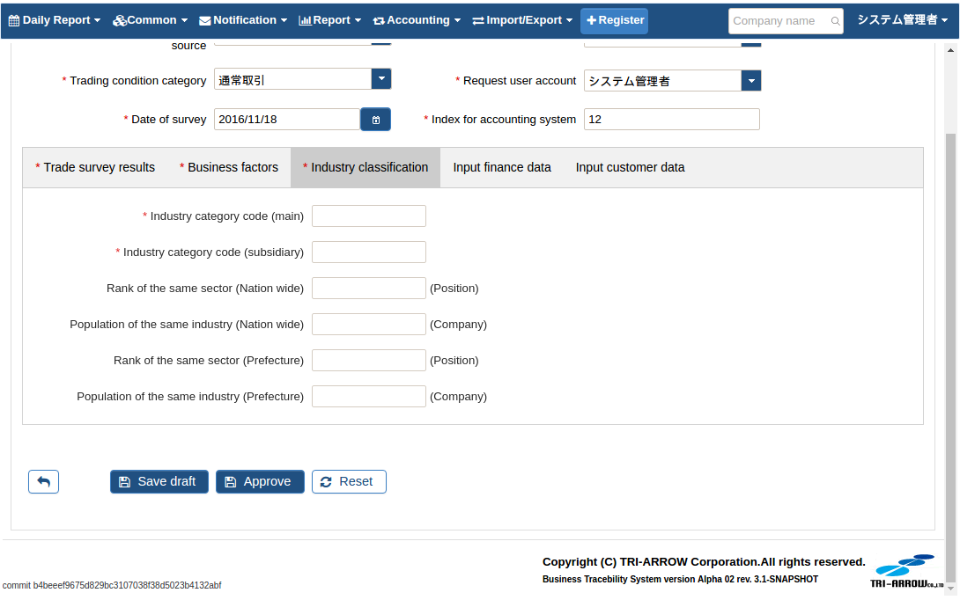 Daily Report Common Notification Report Accounting Import/Export Register Company name システム管理者
source
* Trading condition category 通常取引 * Request user account システム管理者
* Date of survey 2016/11/18 * Index for accounting system 12
* Trade survey results * Business factors * Industry classification Input finance data Input customer data
* Industry category code (main)
* Industry category code (subsidiary)
Rank of the same sector (Nation wide) (Position)
Population of the same industry (Nation wide) (Company)
Rank of the same sector (Prefecture) (Position)
Population of the same industry (Prefecture) (Company)
Save draft Approve Reset
Copyright (C) TRI-ARROW Corporation.All rights reserved.
Business Tracebility System version Alpha 02 rev. 3.1-SNAPSHOT
TRI-ARROW Co.,LTD
commit b4beeef9675d829bc3107038f38d5023b4132abf